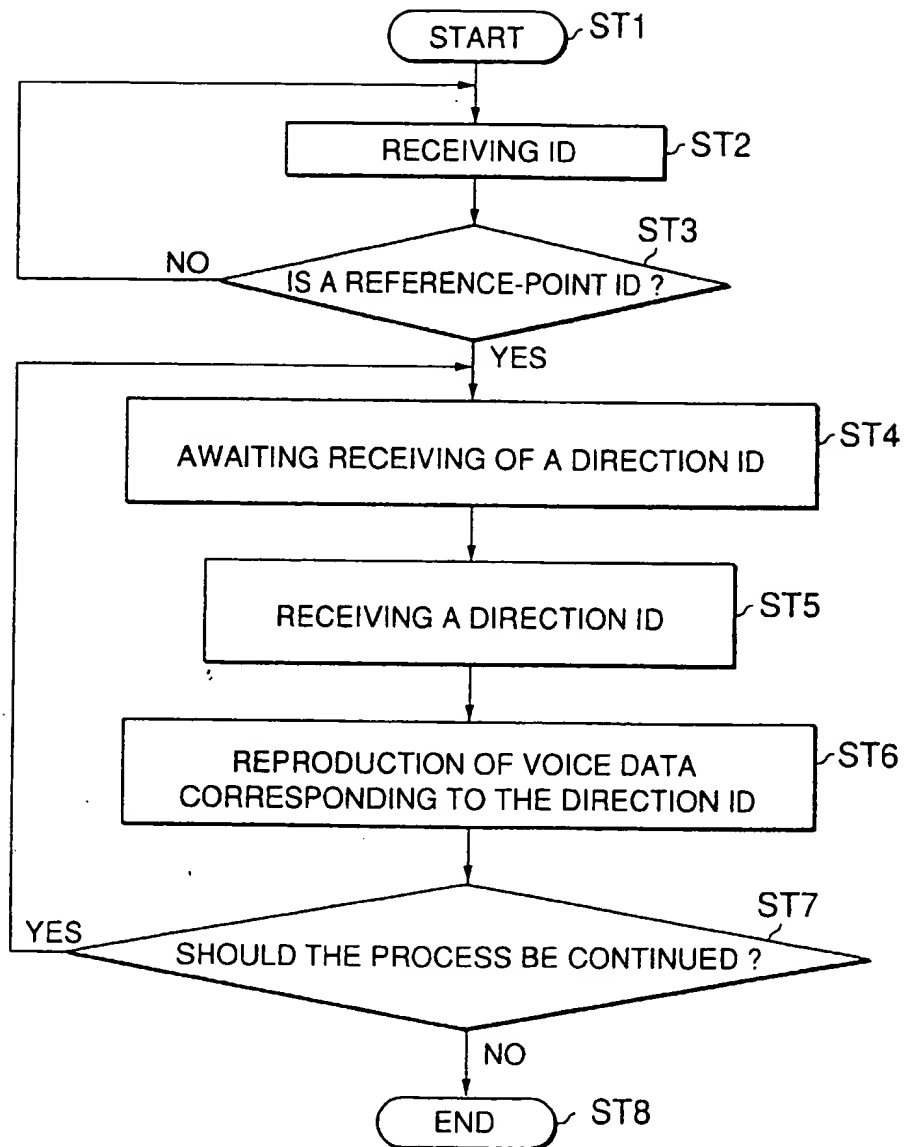 START
ST1
RECEIVING ID
ST2
ST3
IS A REFERENCE-POINT ID ?
NO
YES
AWAITING RECEIVING OF A DIRECTION ID
ST4
RECEIVING A DIRECTION ID
ST5
REPRODUCTION OF VOICE DATA
CORRESPONDING TO THE DIRECTION ID
ST6
ST7
SHOULD THE PROCESS BE CONTINUED ?
YES
NO
END
ST8